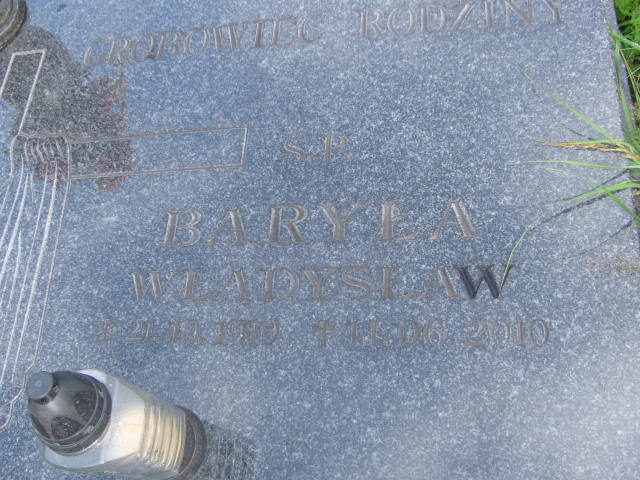 GROBOWIEC RODZINY
Ś.P.
BARYŁA
WŁADYSŁAW
* 21.10.1919 + 11.06.2010